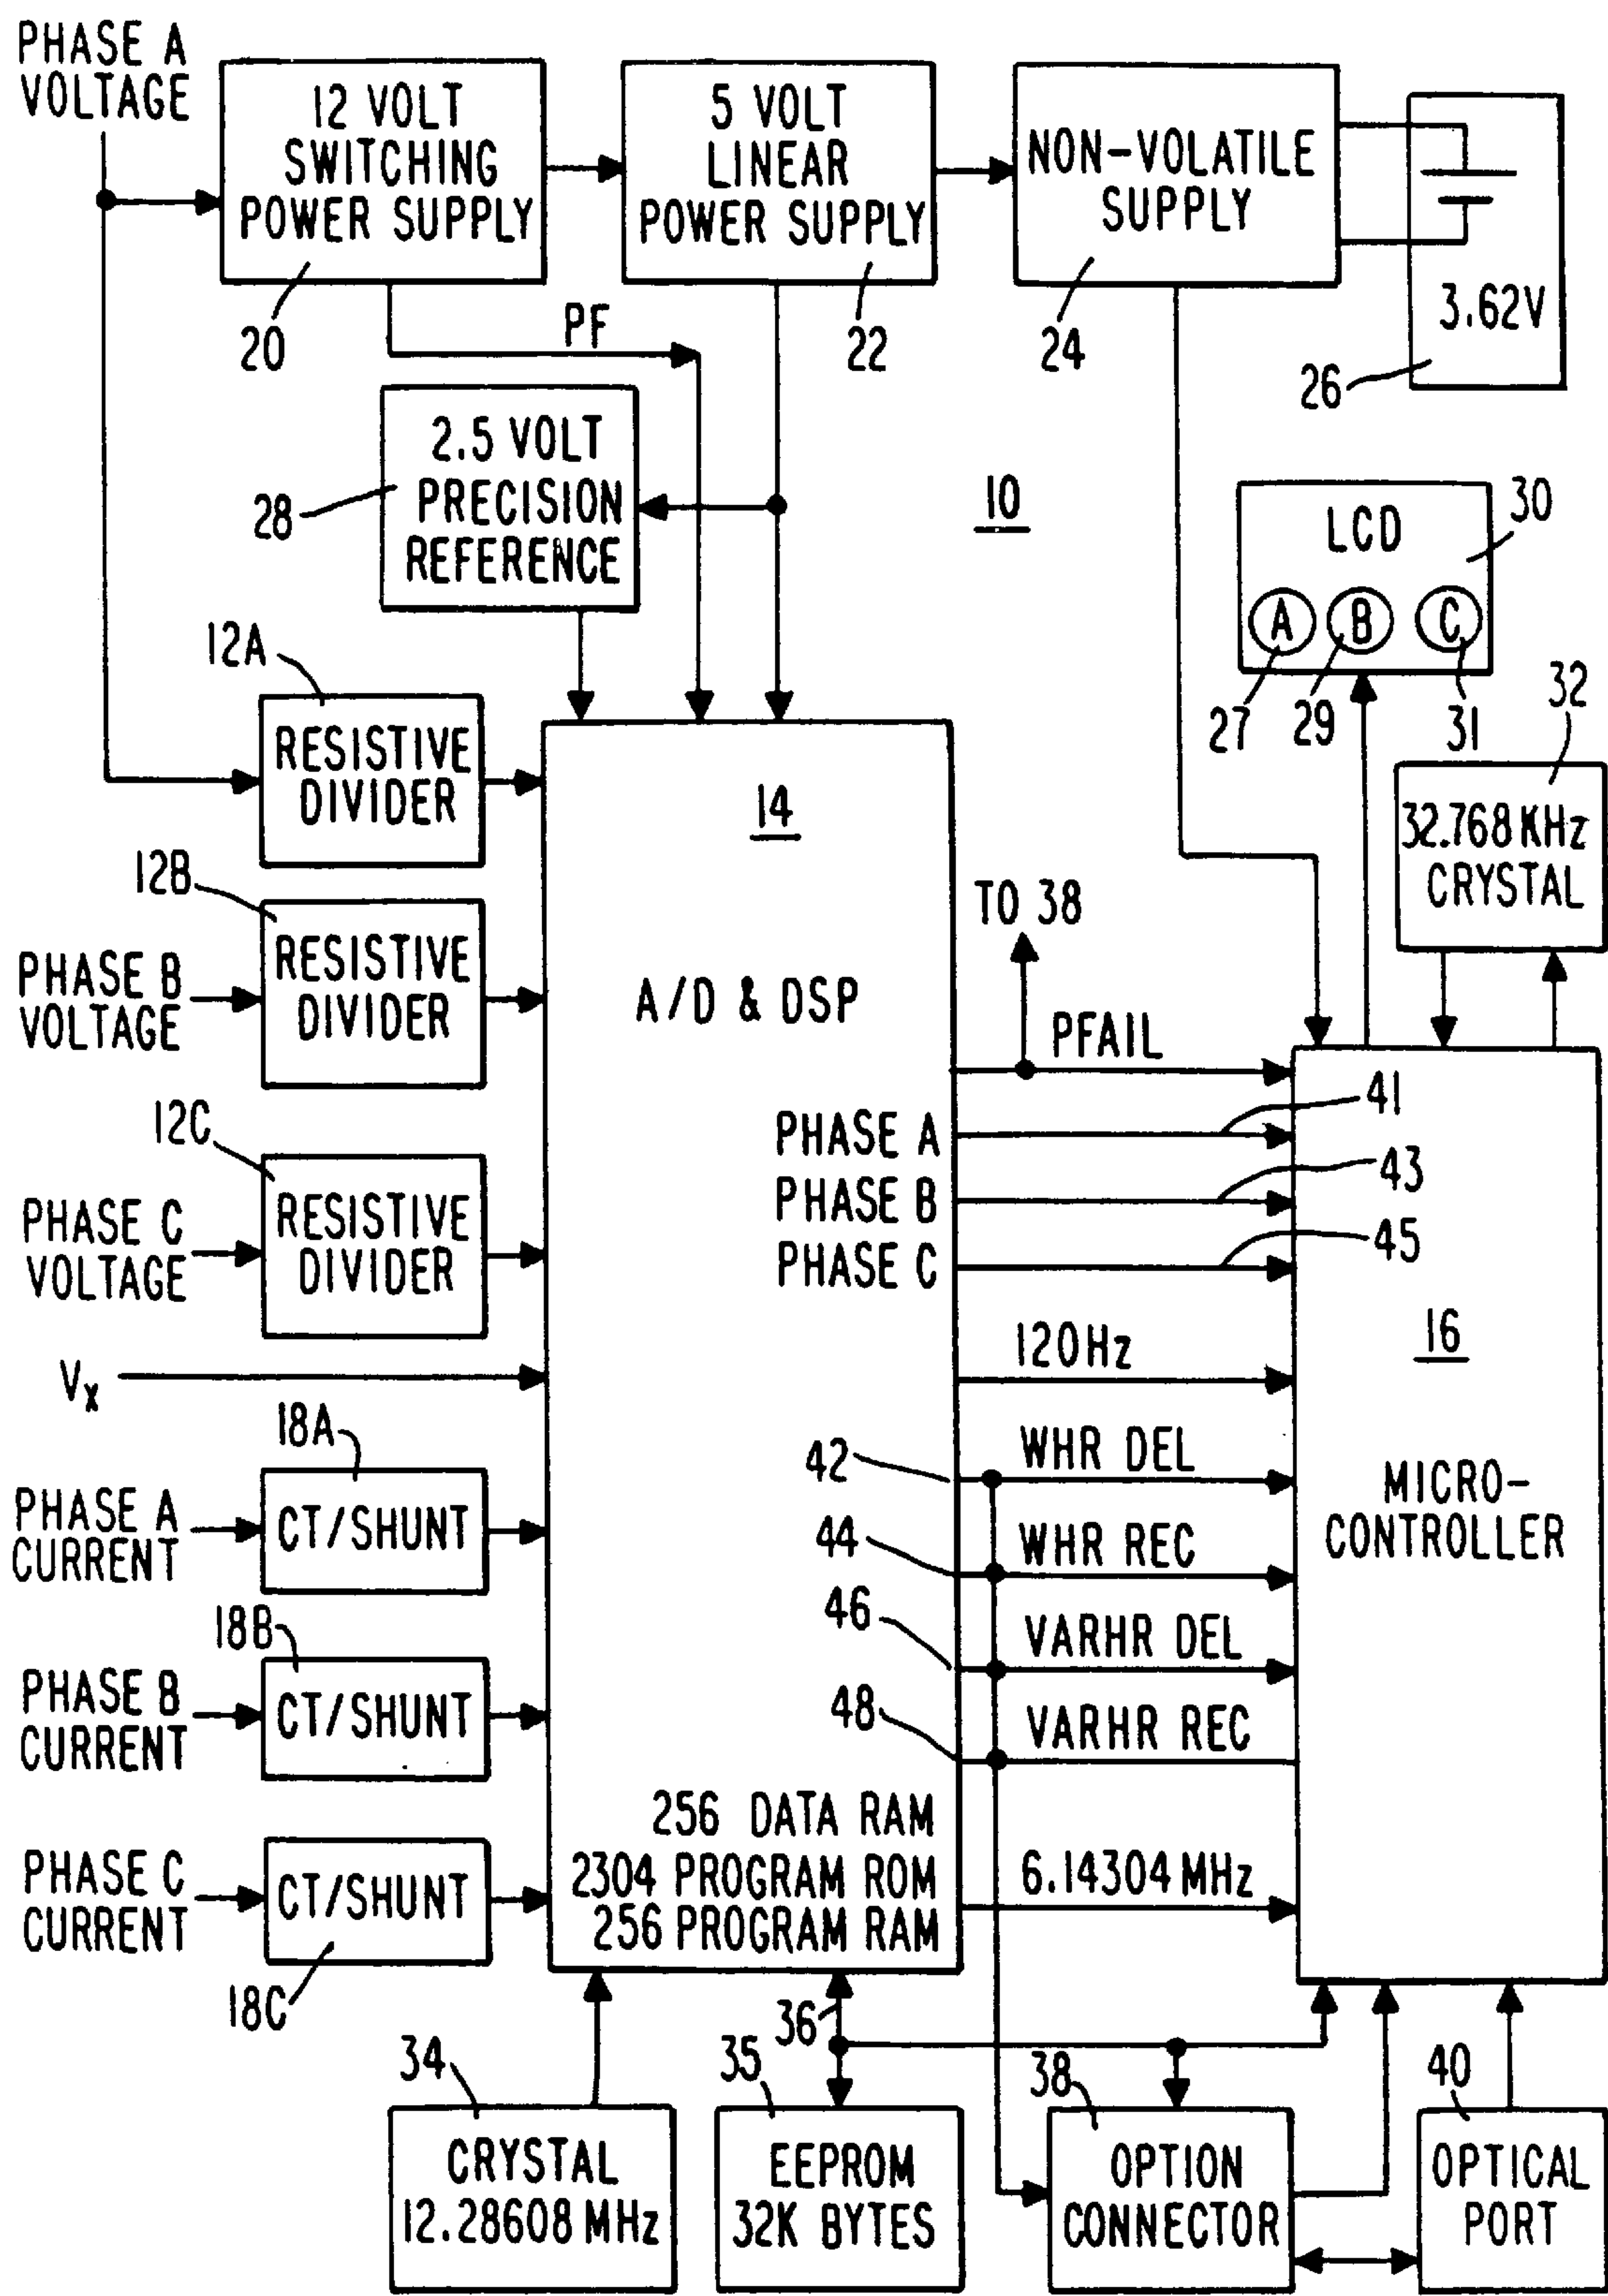 PHASE A
VOLTAGE
12 VOLT
SWITCHING
POWER SUPPLY
20
5 VOLT
LINEAR
POWER SUPPLY
22
NON-VOLATILE
SUPPLY
24
3.62V
26
PF
2.5 VOLT
PRECISION
REFERENCE
28
10
LCD
30
A
B
C
27
29
31
32
32.768 KHz
CRYSTAL
12A
RESISTIVE
DIVIDER
12B
RESISTIVE
DIVIDER
PHASE B
VOLTAGE
12C
RESISTIVE
DIVIDER
PHASE C
VOLTAGE
Vx
18A
CT/SHUNT
PHASE A
CURRENT
18B
CT/SHUNT
PHASE B
CURRENT
CT/SHUNT
PHASE C
CURRENT
18C
14
A/D & DSP
TO 38
PFAIL
PHASE A
41
PHASE B
43
PHASE C
45
120Hz
42
WHR DEL
44
WHR REC
46
VARHR DEL
48
VARHR REC
256 DATA RAM
2304 PROGRAM ROM
256 PROGRAM RAM
6.14304 MHz
16
MICRO-
CONTROLLER
34
CRYSTAL
12.28608 MHz
36
35
EEPROM
32K BYTES
38
OPTION
CONNECTOR
40
OPTICAL
PORT